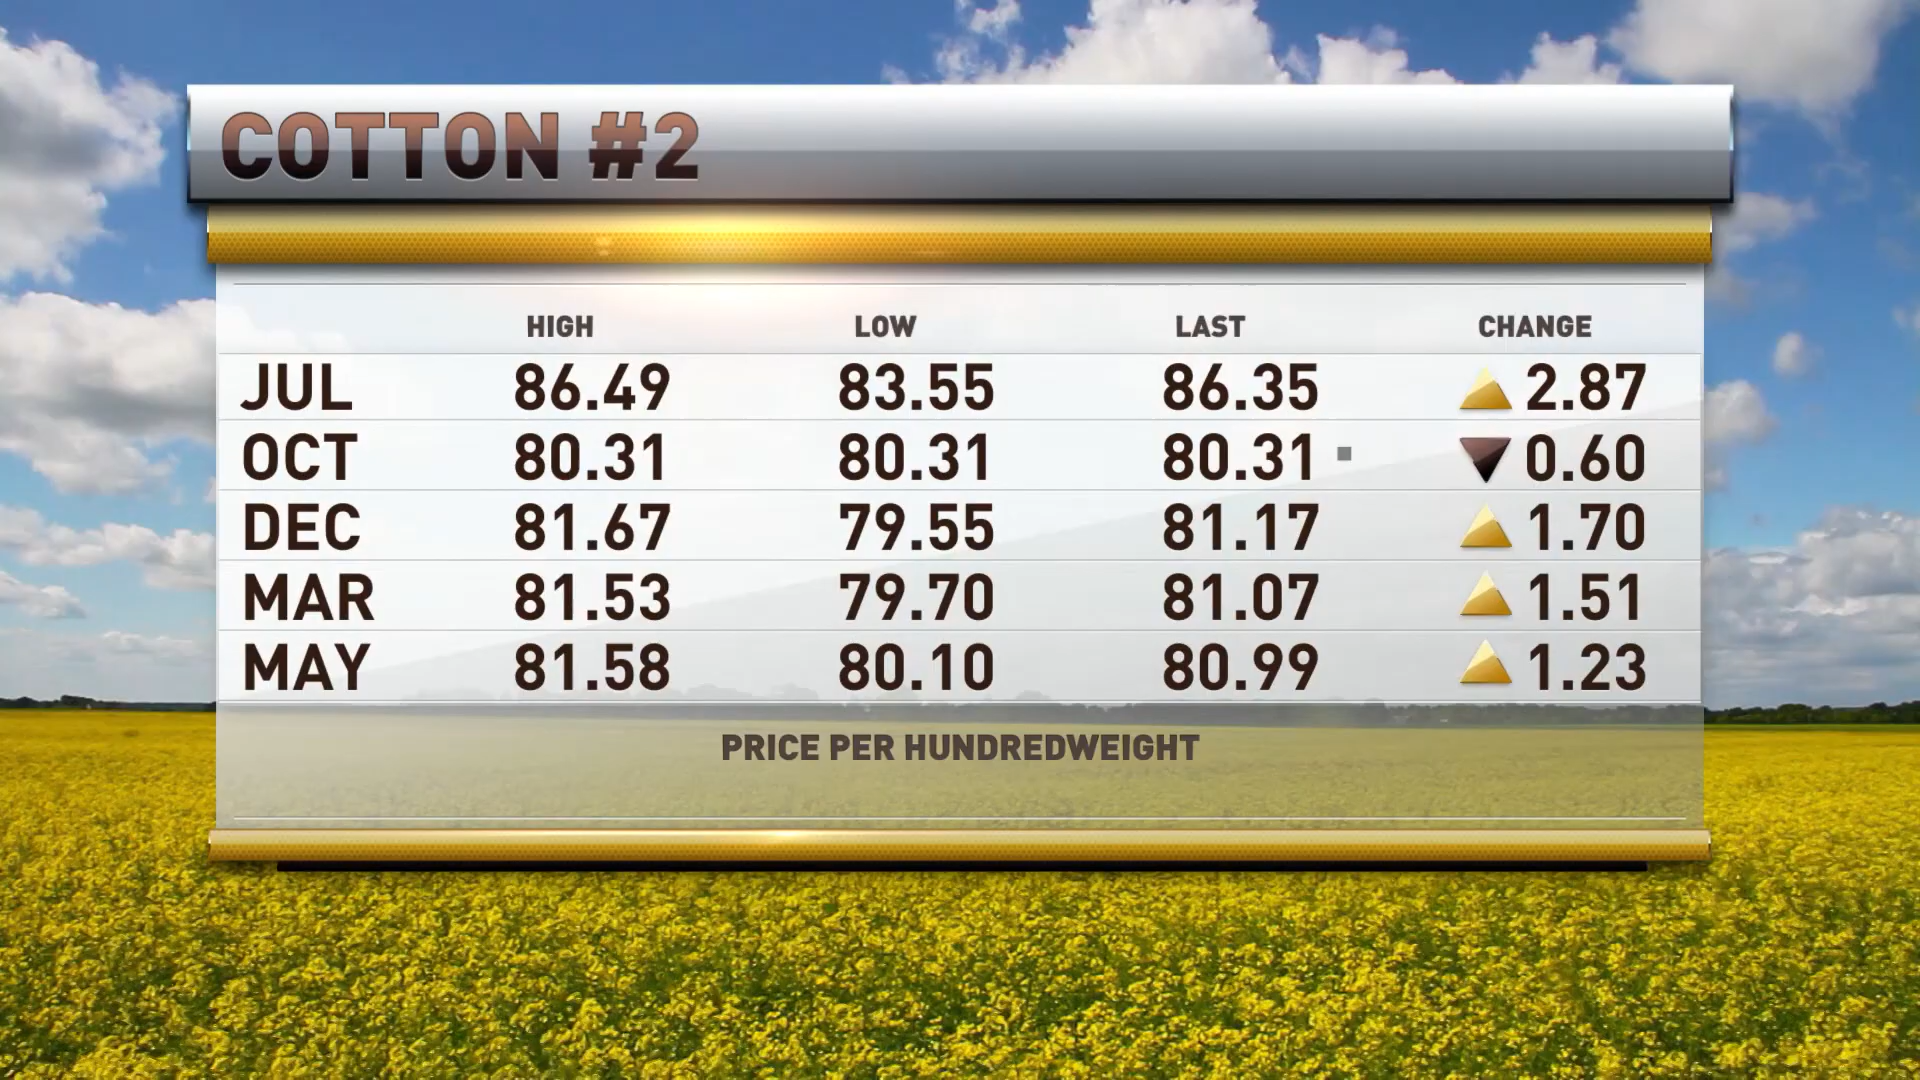 COTTON #2
HIGH LOW LAST CHANGE
JUL 86.49 83.55 86.35 2.87
OCT 80.31 80.31 80.31 0.60
DEC 81.67 79.55 81.17 1.70
MAR 81.53 79.70 81.07 1.51
MAY 81.58 80.10 80.99 1.23
PRICE PER HUNDREDWEIGHT